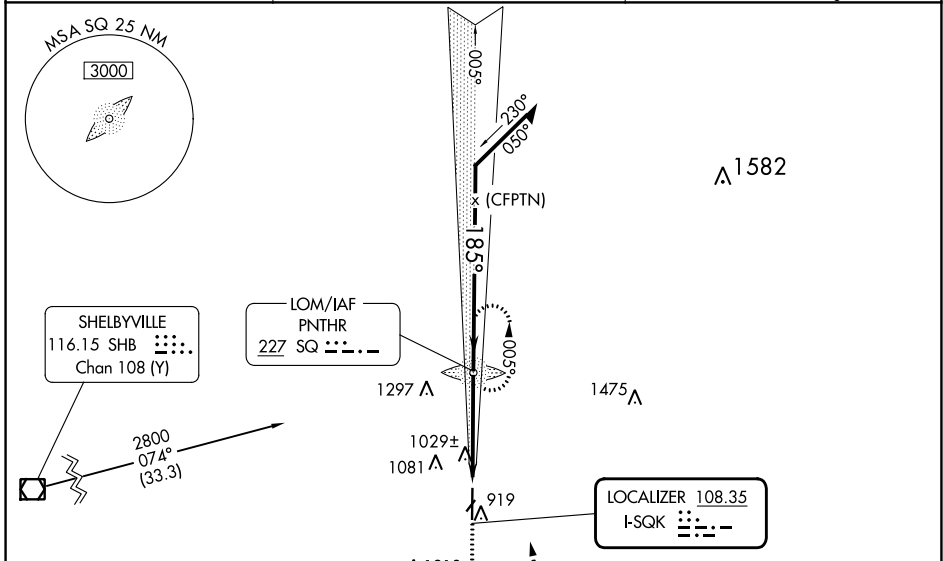 MSA SQ 25 NM
3000
005°
230°
050°
1582
x (CFPTN)
185°
SHELBYVILLE
116.15 SHB
Chan 108 (Y)
LOM/IAF
PNTHR
227 SQ
005°
1297
1475
2800
074°
(33.3)
1029±
1081
919
LOCALIZER 108.35
I-SQK